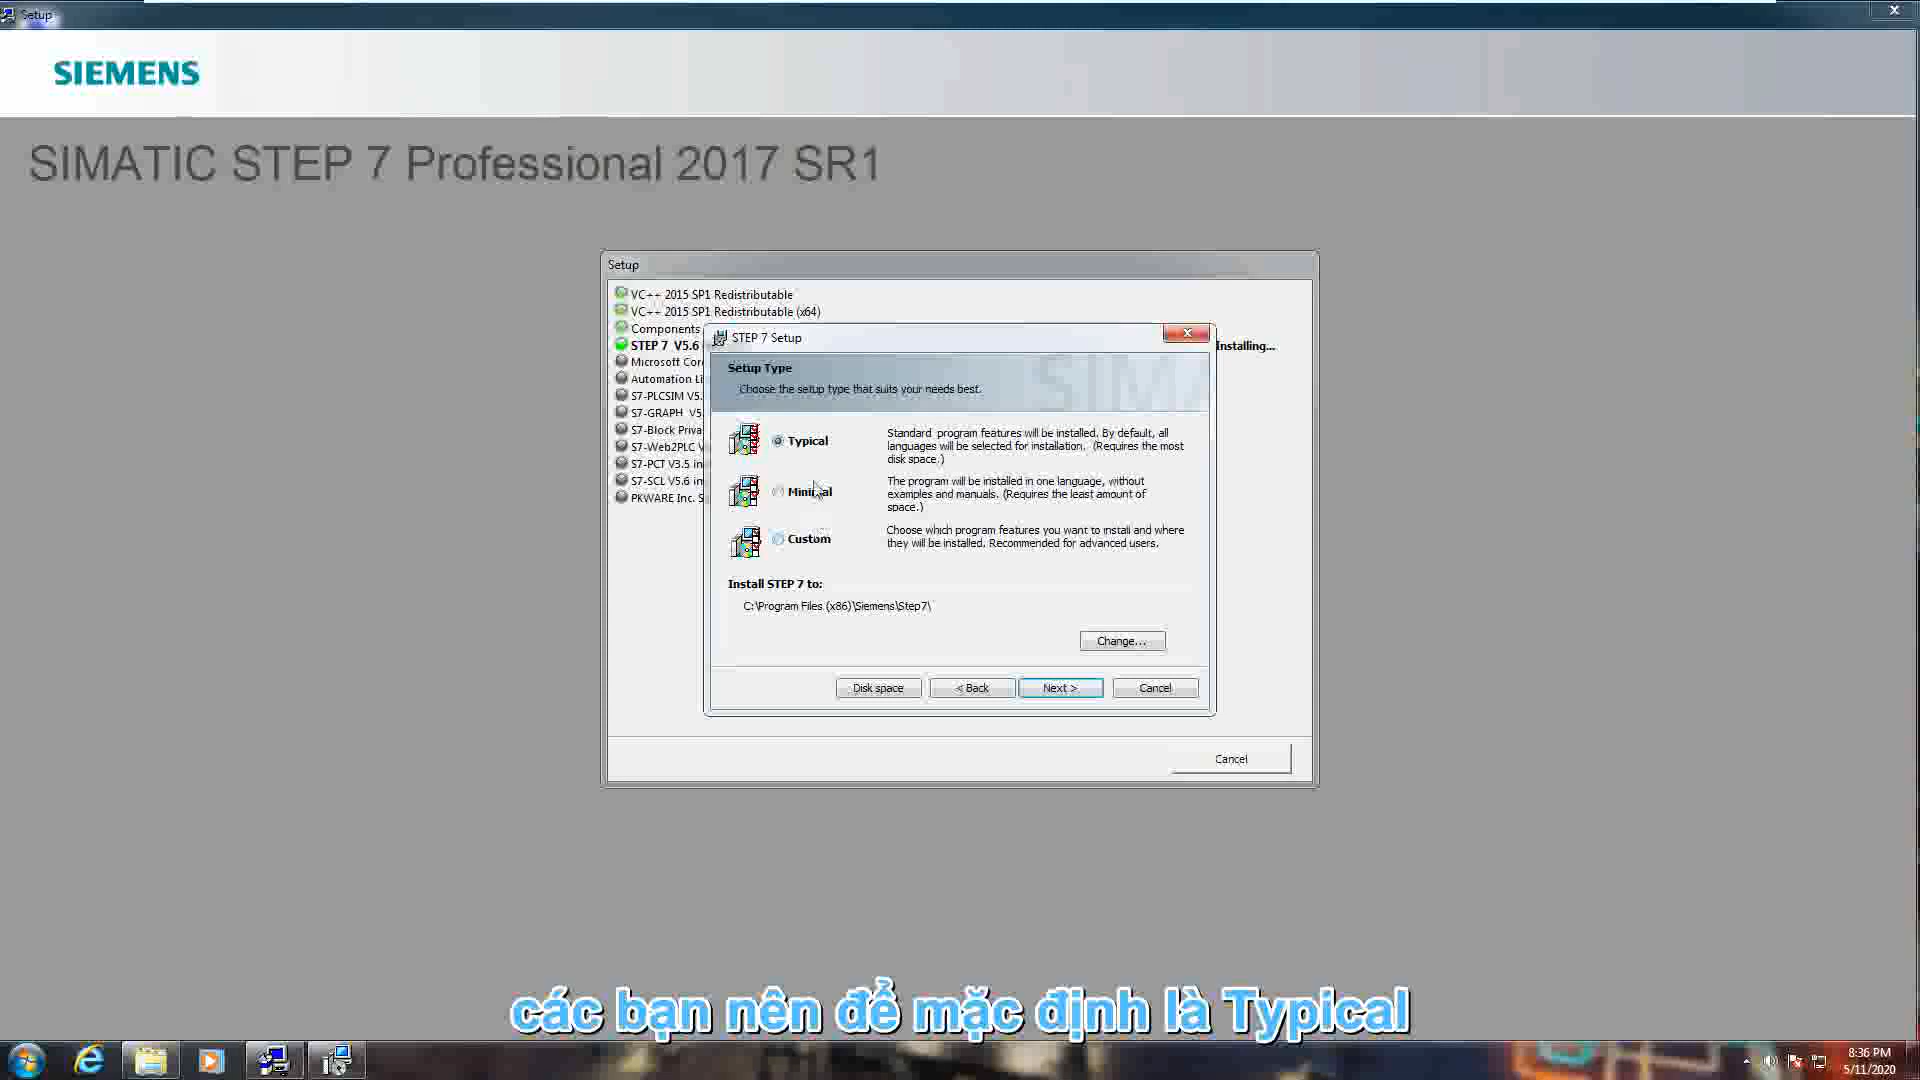 Setup
SIEMENS
SIMATIC STEP 7 Professional 2017 SR1
Setup
VC++ 2015 SP1 Redistributable
VC++ 2015 SP1 Redistributable (x64)
Components
STEP 7 V5.6
Installing...
Microsoft
Automation
S7-PLCSIM V5.
S7-GRAPH V5
S7-Block
S7-Web2PLC
S7-PCT V3.5
S7-SCL V5.6
PKWARE Inc.
STEP 7 Setup
Setup Type
Choose the setup type that suits your needs best.
Typical
Standard program features will be installed. By default, all
languages will be selected for installation. (Requires the most
disk space.)
Minimal
The program will be installed in one language, without
examples and manuals. (Requires the least amount of
space.)
Custom
Choose which program features you want to install and where
they will be installed. Recommended for advanced users.
Install STEP 7 to:
C:\Program Files (x86)\Siemens\Step7\
Change...
Disk space
< Back
Next >
Cancel
Cancel
các bạn nên để mặc định là Typical
8:36 PM
5/11/2020